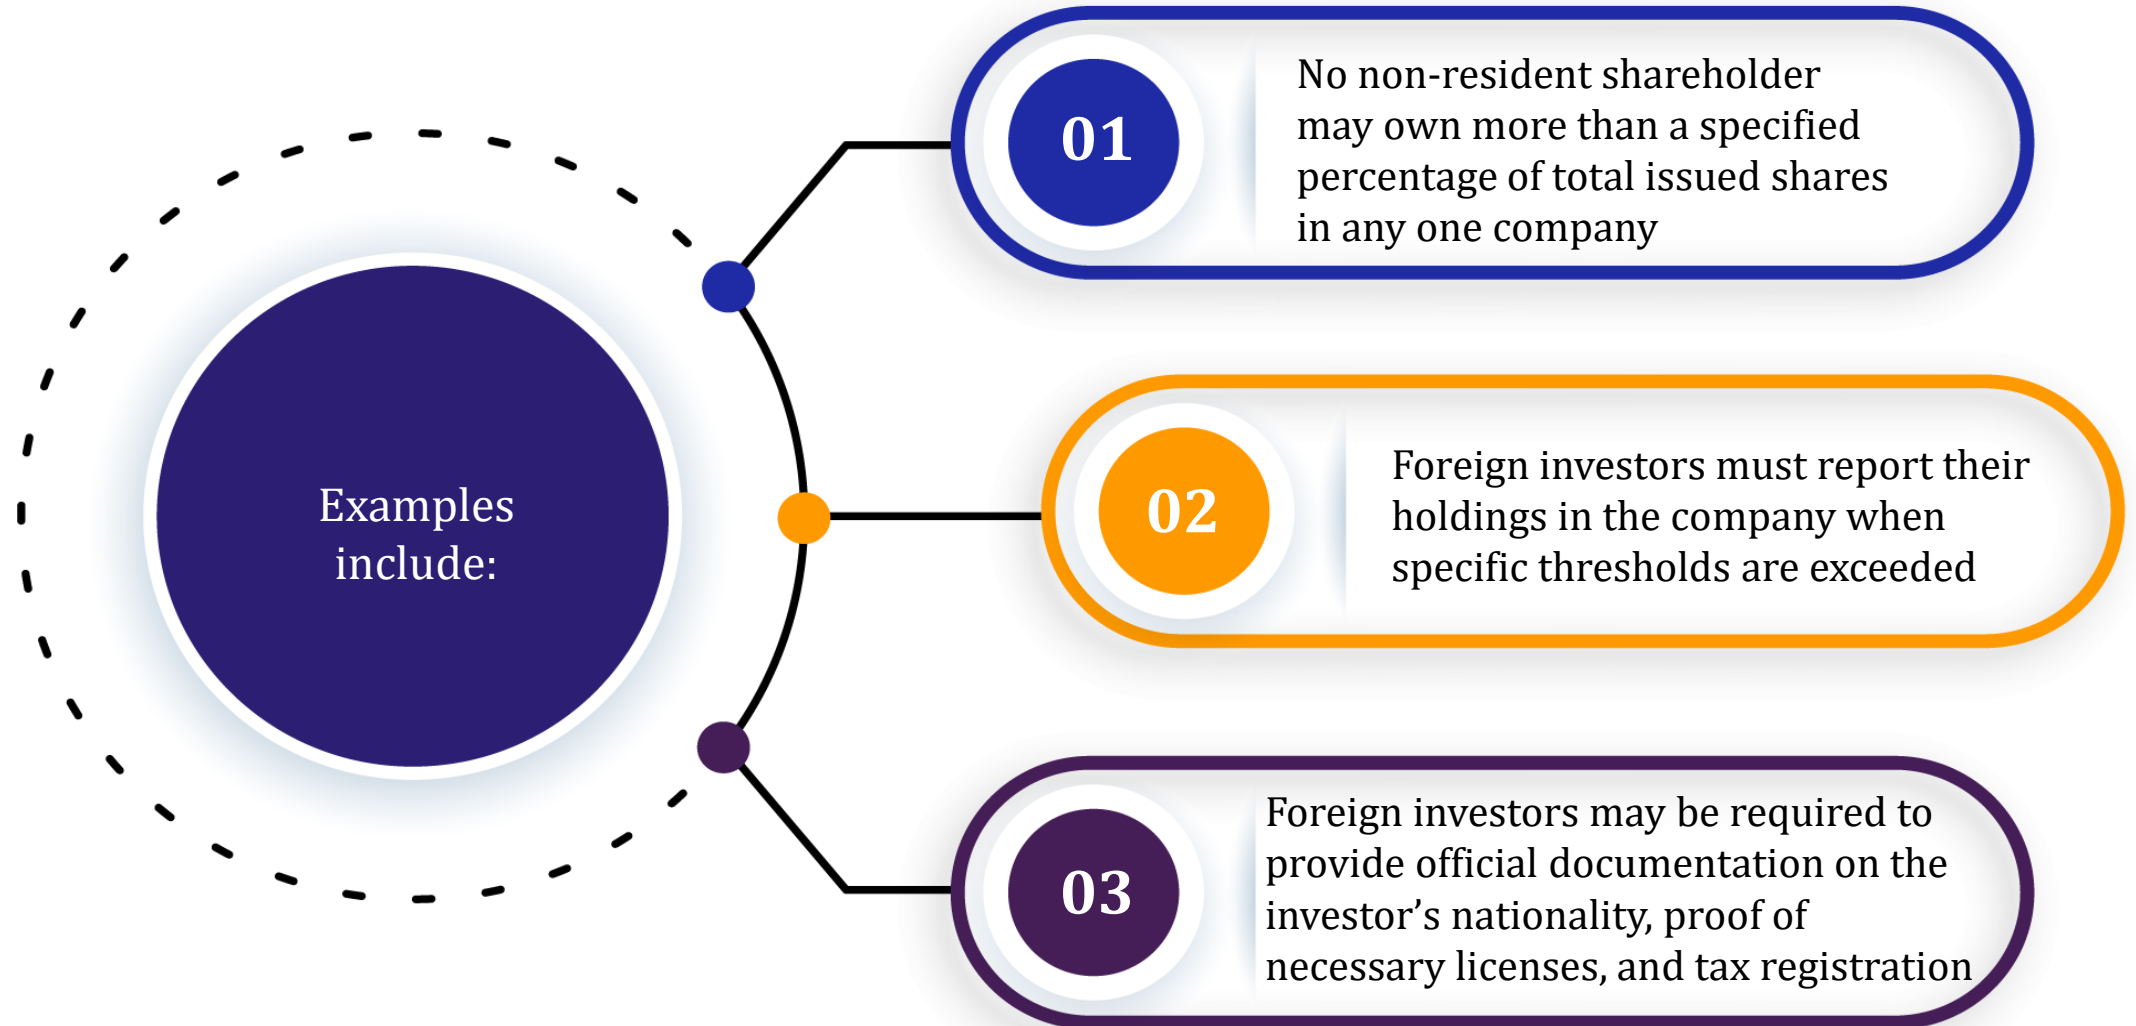 Examples
include:
01
No non-resident shareholder
may own more than a specified
percentage of total issued shares
in any one company
02
Foreign investors must report their
holdings in the company when
specific thresholds are exceeded
03
Foreign investors may be required to
provide official documentation on the
investor’s nationality, proof of
necessary licenses, and tax registration